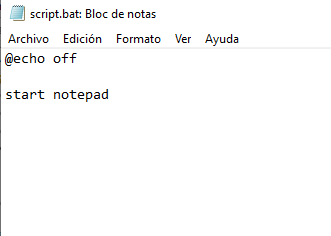 script.bat: Bloc de notas
Archivo Edición Formato Ver Ayuda
@echo off
start notepad